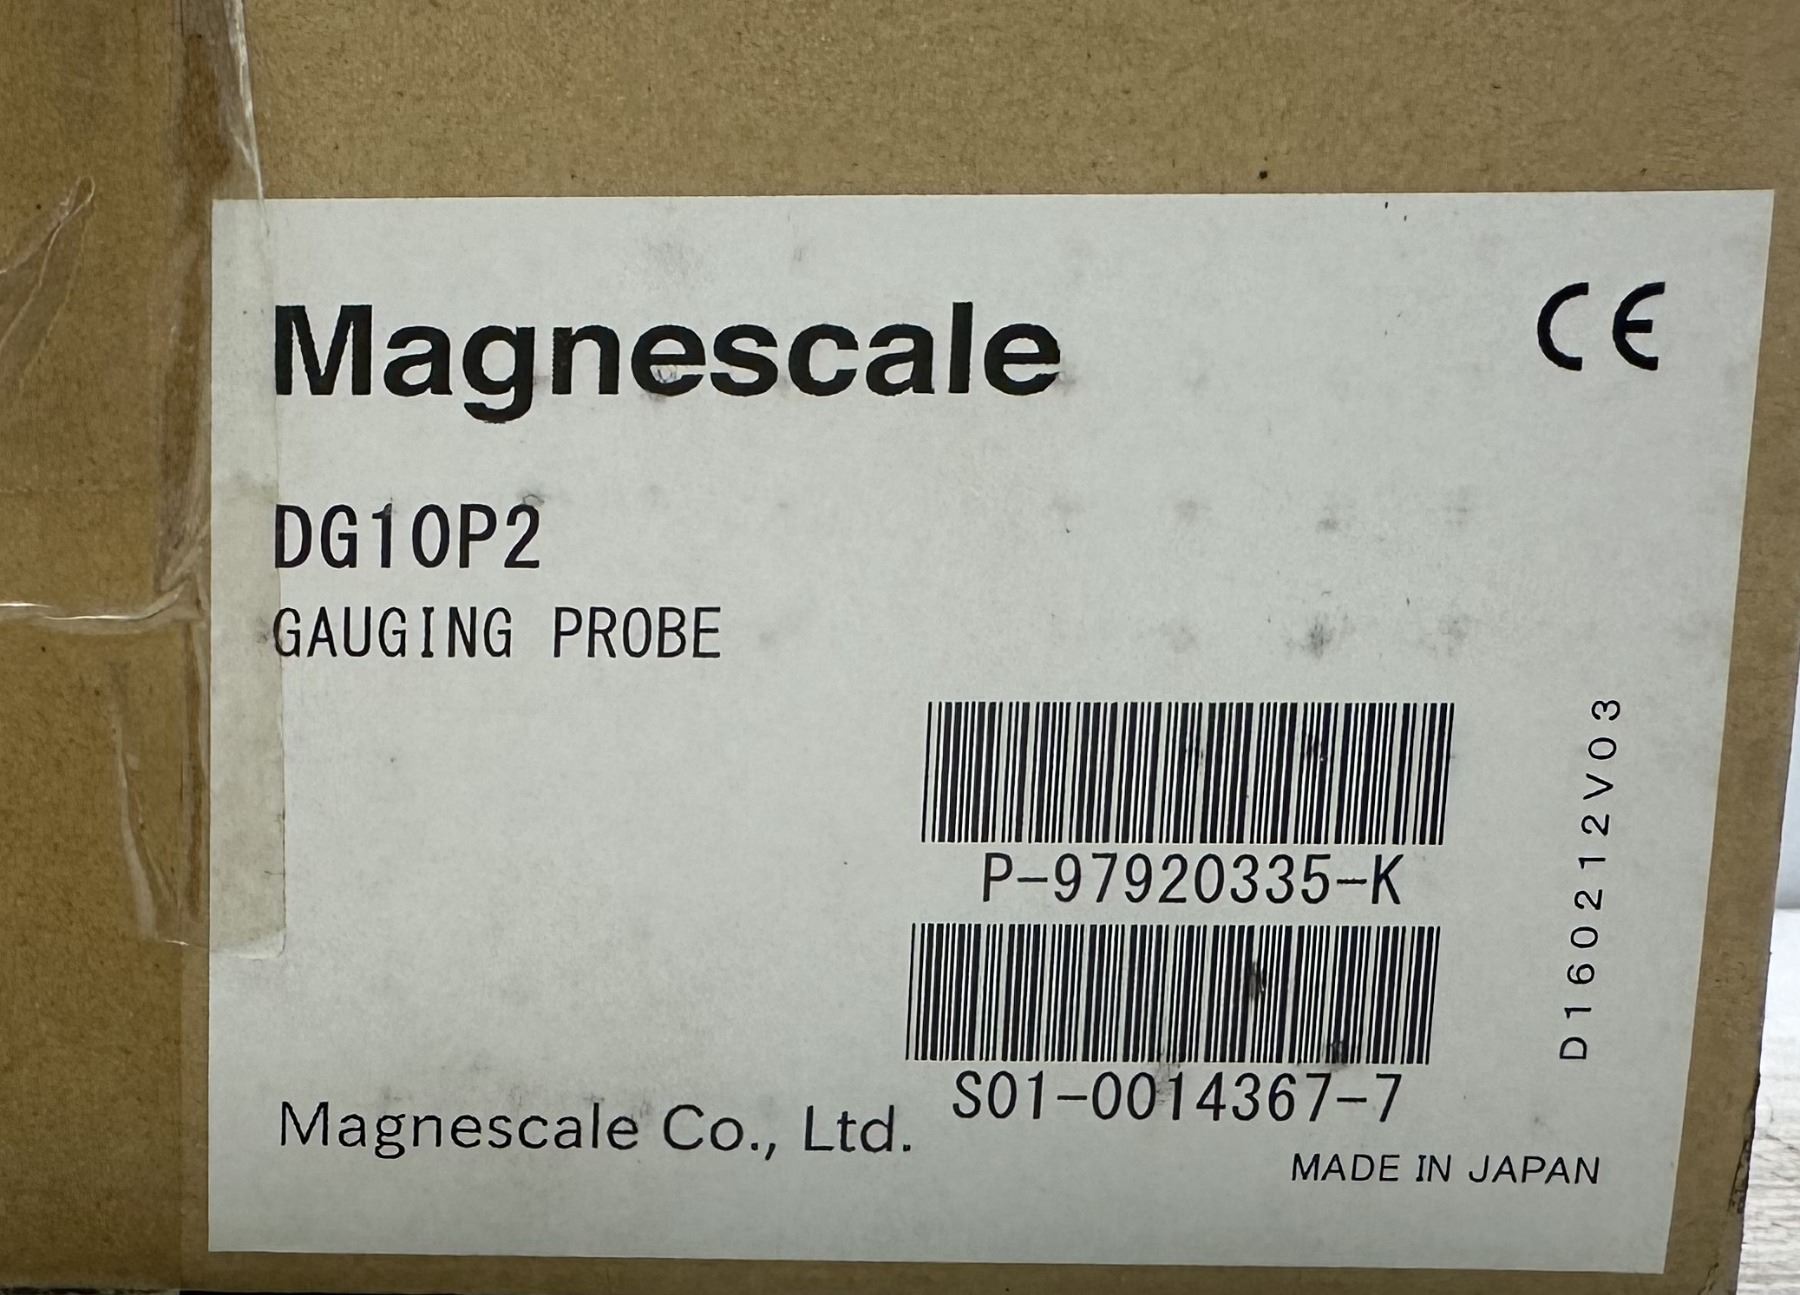 Magnescale
CE
DG10P2
GAUGING PROBE
P-97920335-K
S01-0014367-7
D160212V03
Magnescale Co., Ltd.
MADE IN JAPAN